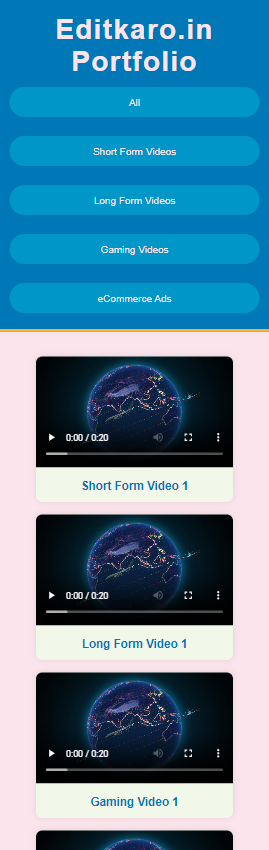 Editkaro.in
Portfolio
All
Short Form Videos
Long Form Videos
Gaming Videos
eCommerce Ads
0:00 / 0:20
Short Form Video 1
0:00 / 0:20
Long Form Video 1
0:00 / 0:20
Gaming Video 1